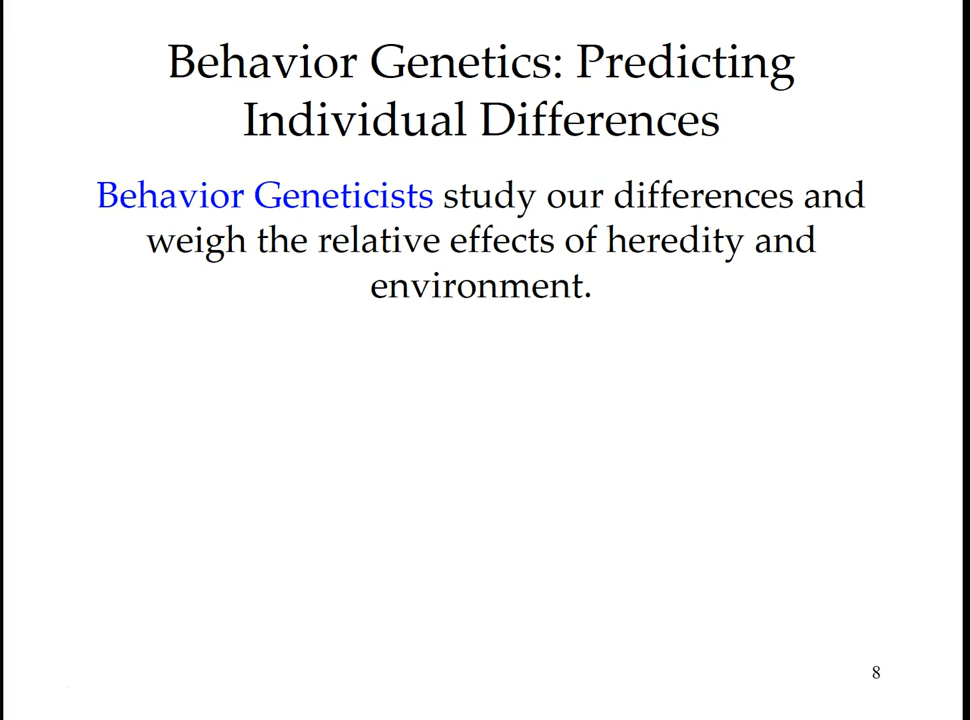 Behavior Genetics: Predicting
Individual Differences
Behavior Geneticists study our differences and
weigh the relative effects of heredity and
environment.
8